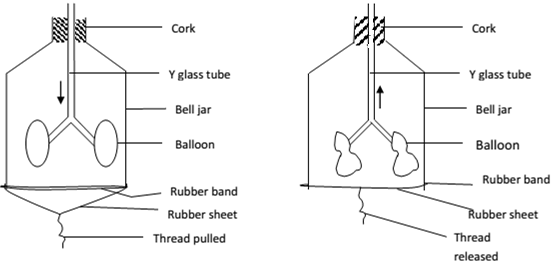 Cork
Y glass tube
Bell jar
Balloon
Rubber band
Rubber sheet
Thread pulled
Cork
Y glass tube
Bell jar
Balloon
Rubber band
Rubber sheet
Thread
released